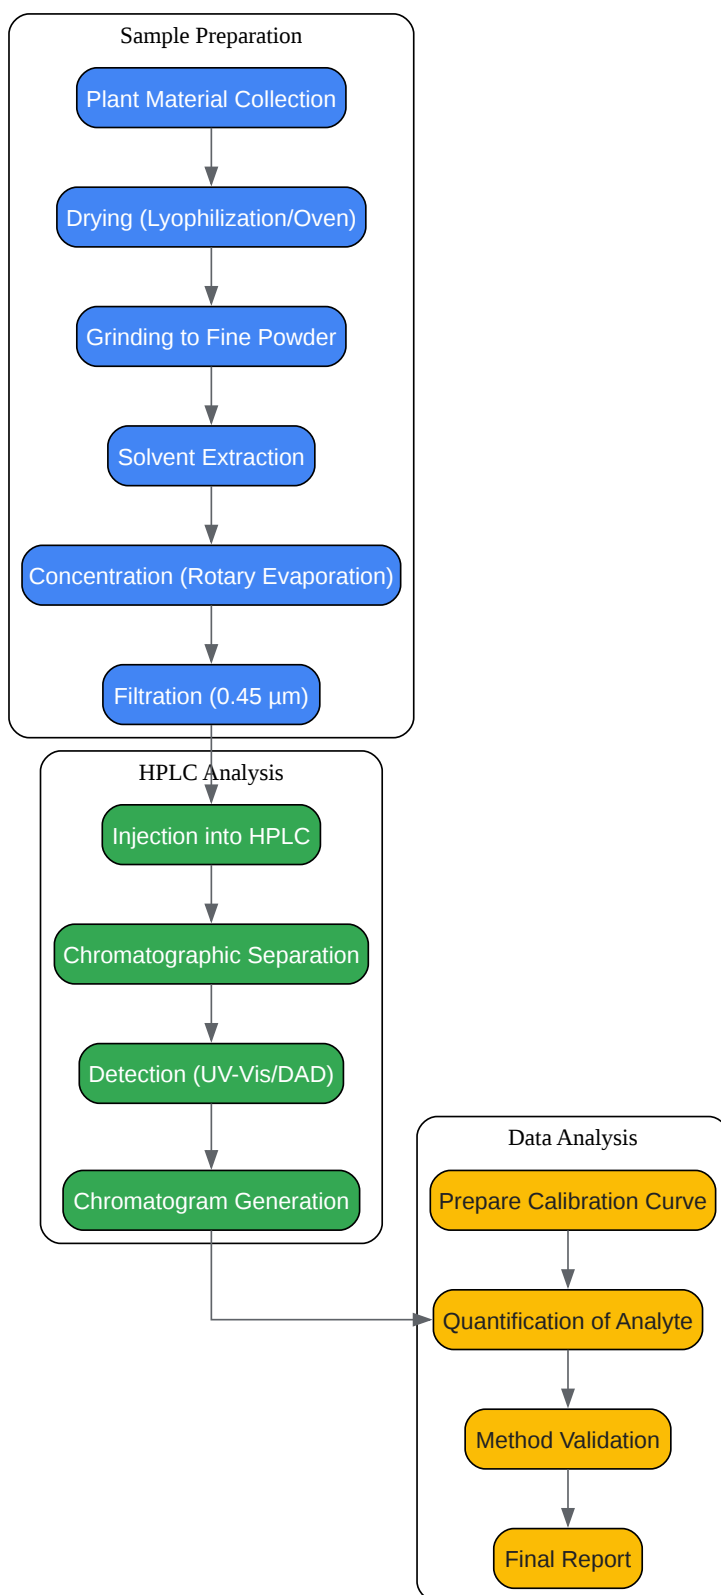 Sample Preparation
Plant Material Collection
Drying (Lyophilization/Oven)
Grinding to Fine Powder
Solvent Extraction
Concentration (Rotary Evaporation)
Filtration (0.45 µm)
HPLC Analysis
Injection into HPLC
Chromatographic Separation
Detection (UV-Vis/DAD)
Chromatogram Generation
Data Analysis
Prepare Calibration Curve
Quantification of Analyte
Method Validation
Final Report